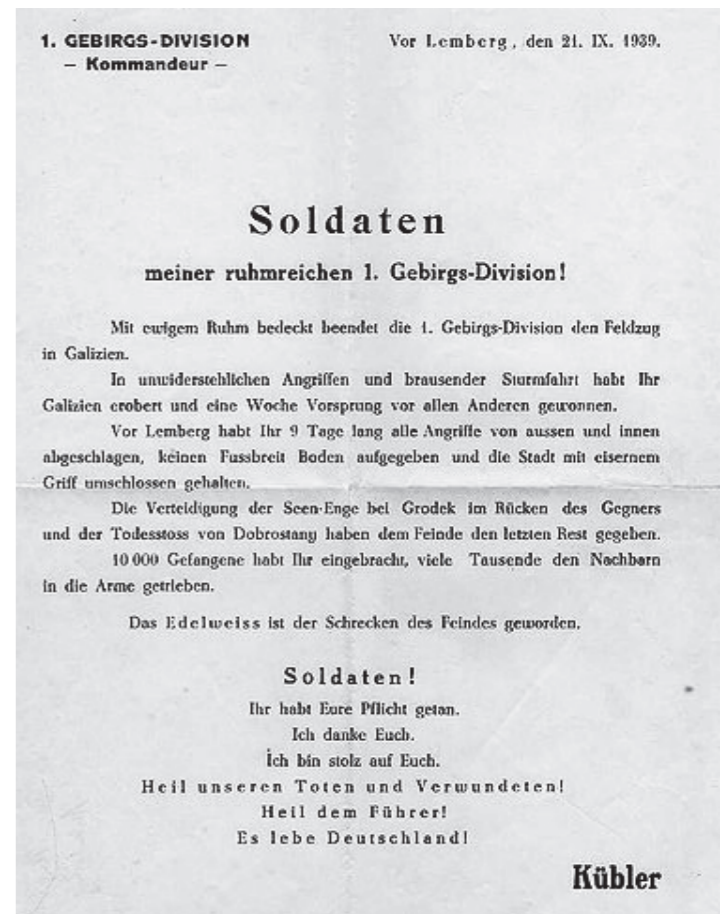 1. GEBIRGS-DIVISION
– Kommandeur –
Vor Lemberg, den 21. IX. 1939.
Soldaten
meiner ruhmreichen 1. Gebirgs-Division!
Mit ewigem Ruhm bedeckt beendet die 1. Gebirgs-Division den Feldzug
in Galizien.
In unwiderstehlichen Angriffen und brausender Sturmfahrt habt Ihr
Galizien erobert und eine Woche Vorsprung vor allen Anderen gewonnen.
Vor Lemberg habt Ihr 9 Tage lang alle Angriffe von aussen und innen
abgeschlagen, keinen Fussbreit Boden aufgegeben und die Stadt mit eisernem
Griff umschlossen gehalten.
Die Verteidigung der Seen-Enge bei Grodek im Rücken des Gegners
und der Todesstoss von Dobrostany haben dem Feinde den letzten Rest gegeben.
10 000 Gefangene habt Ihr eingebracht, viele Tausende den Nachbarn
in die Arme getrieben.
Das Edelweiss ist der Schrecken des Feindes geworden.
Soldaten!
Ihr habt Eure Pflicht getan.
Ich danke Euch.
Ich bin stolz auf Euch.
Heil unseren Toten und Verwundeten!
Heil dem Führer!
Es lebe Deutschland!
Kübler